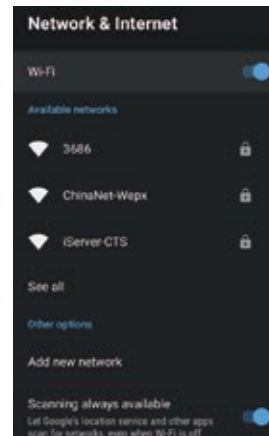 Network & Internet
Wi-Fi
Available networks
3686
ChinaNet-Wepx
iServer-CTS
See all
Other options
Add new network
Scanning always available
Let Google's location service and other apps
scan for networks, even when Wi-Fi is off